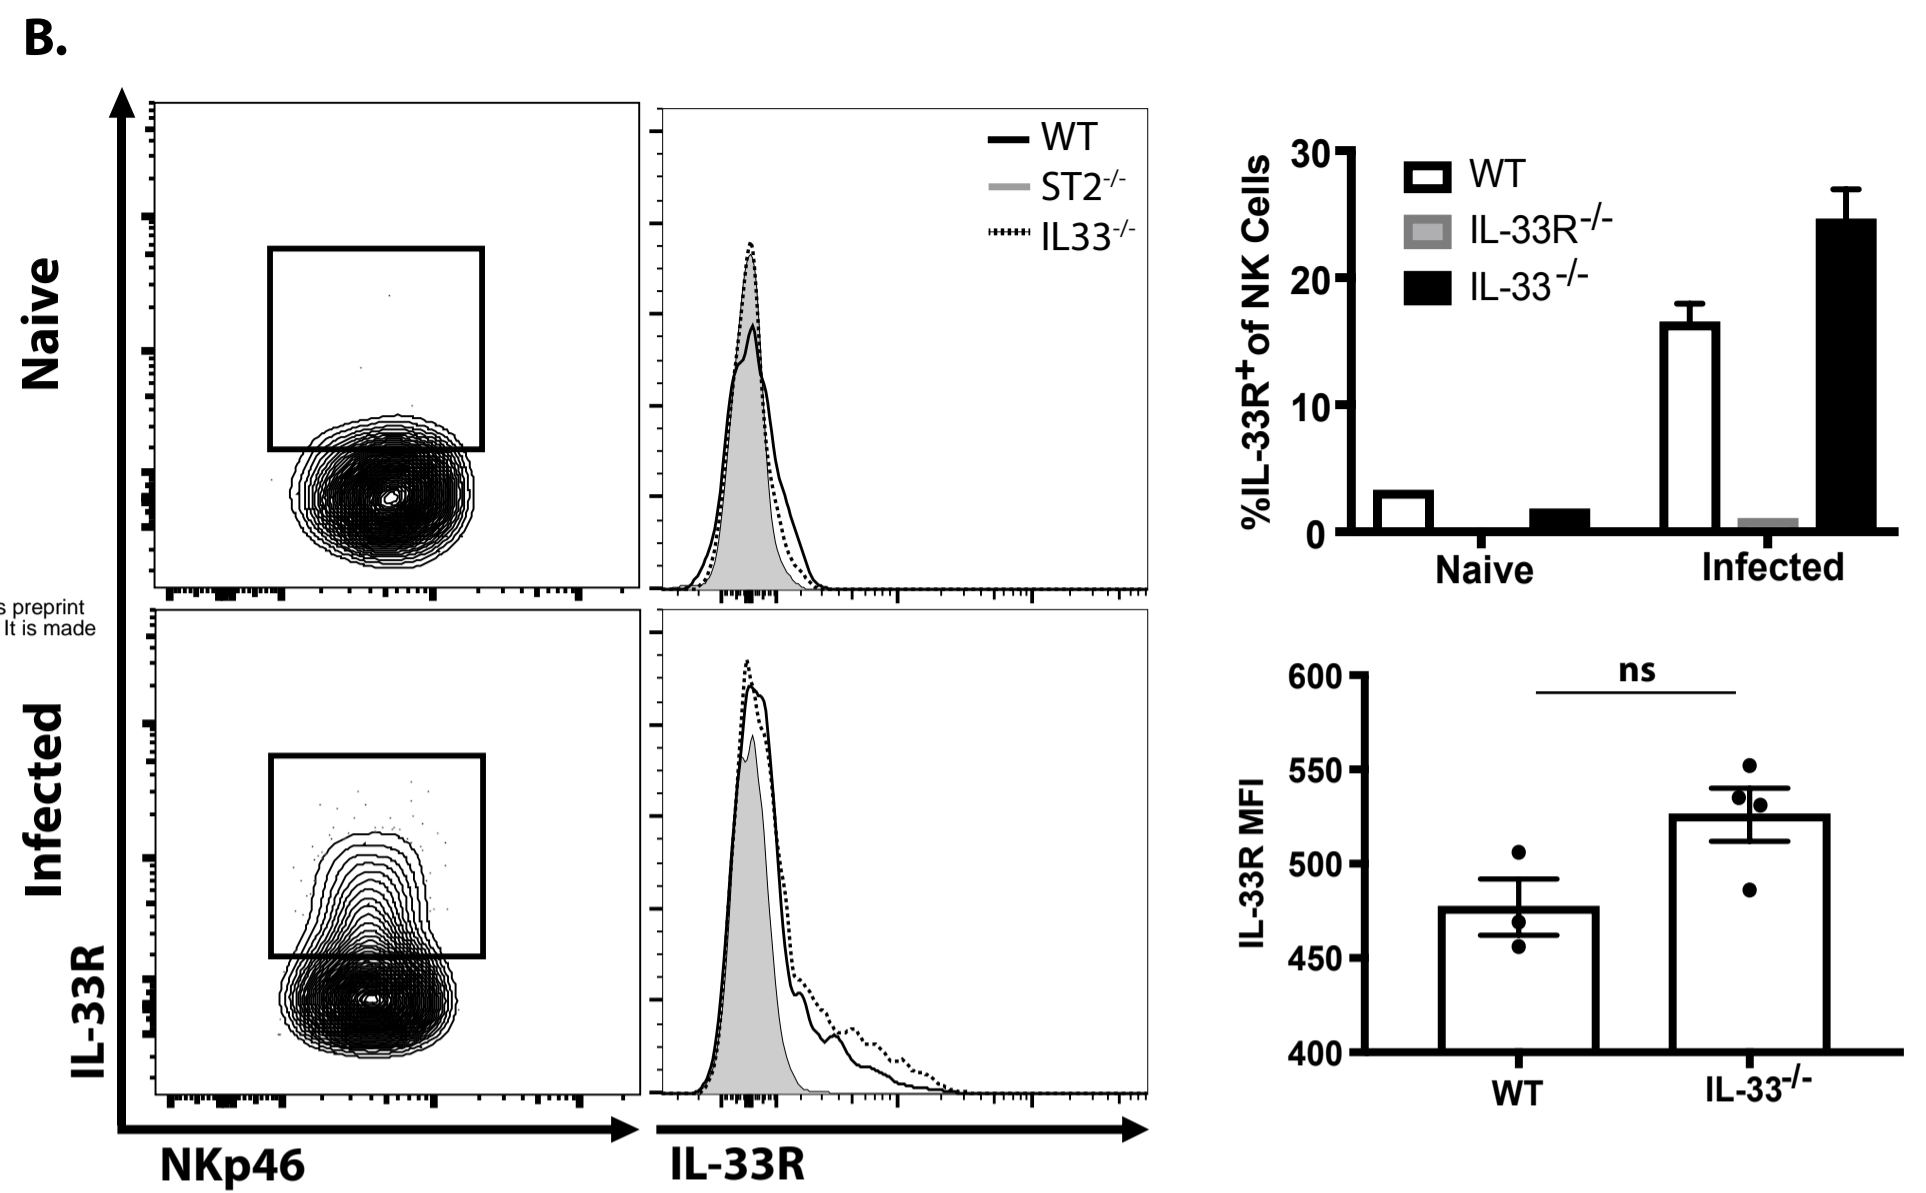 B.
Naive
WT
ST2-/-
IL33-/-
s preprint
It is made
Infected
IL-33R
NKp46
IL-33R
%IL-33R+of NK Cells
30
20
10
0
WT
IL-33R-/-
IL-33-/-
Naive
Infected
IL-33R MFI
600
550
500
450
400
ns
WT
IL-33-/-